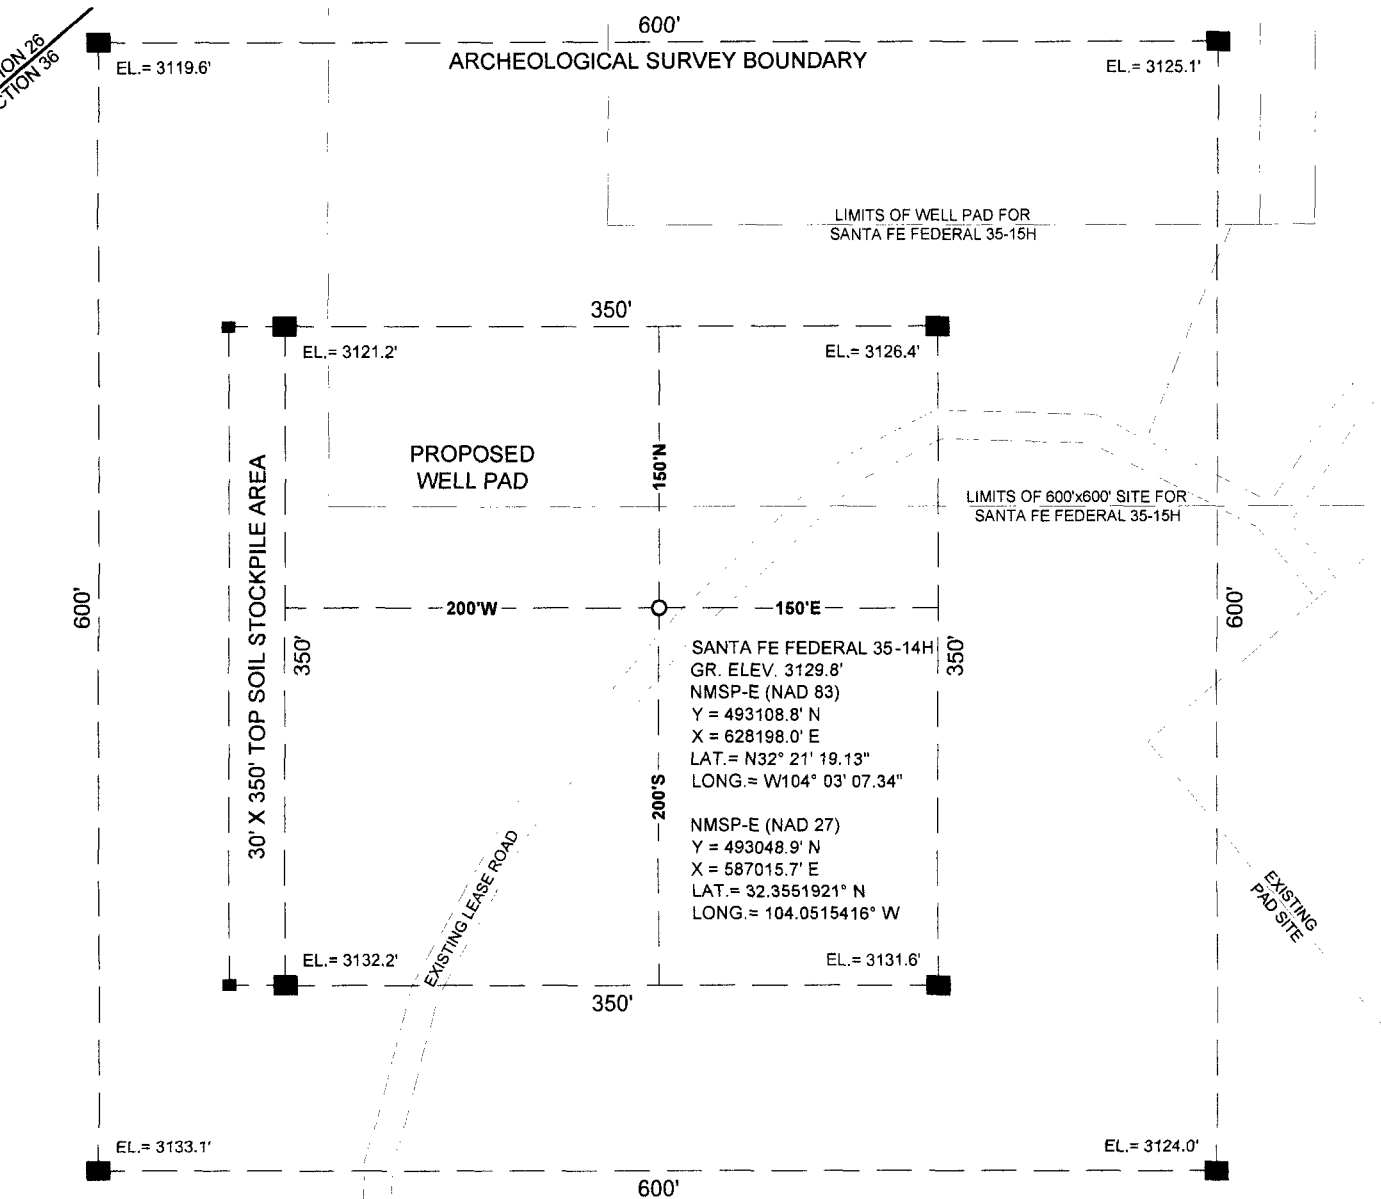 600'
ARCHEOLOGICAL SURVEY BOUNDARY
ION 26
CTION 36
EL.= 3119.6'
EL.= 3125.1'
LIMITS OF WELL PAD FOR
SANTA FE FEDERAL 35-15H
350'
EL.= 3121.2'
EL.= 3126.4'
PROPOSED
WELL PAD
150'N
LIMITS OF 600'x600' SITE FOR
SANTA FE FEDERAL 35-15H
30' X 350' TOP SOIL STOCKPILE AREA
600'
200'W
150'E
600'
350'
350'
SANTA FE FEDERAL 35-14H
GR. ELEV. 3129.8'
NMSP-E (NAD 83)
Y = 493108.8' N
X = 628198.0' E
LAT.= N32° 21' 19.13"
LONG.= W104° 03' 07.34"
200'S
NMSP-E (NAD 27)
Y = 493048.9' N
X = 587015.7' E
LAT.= 32.3551921° N
LONG.= 104.0515416° W
EXISTING LEASE ROAD
EXISTING
PAD SITE
EL.= 3132.2'
EL.= 3131.6'
350'
EL.= 3133.1'
EL.= 3124.0'
600'